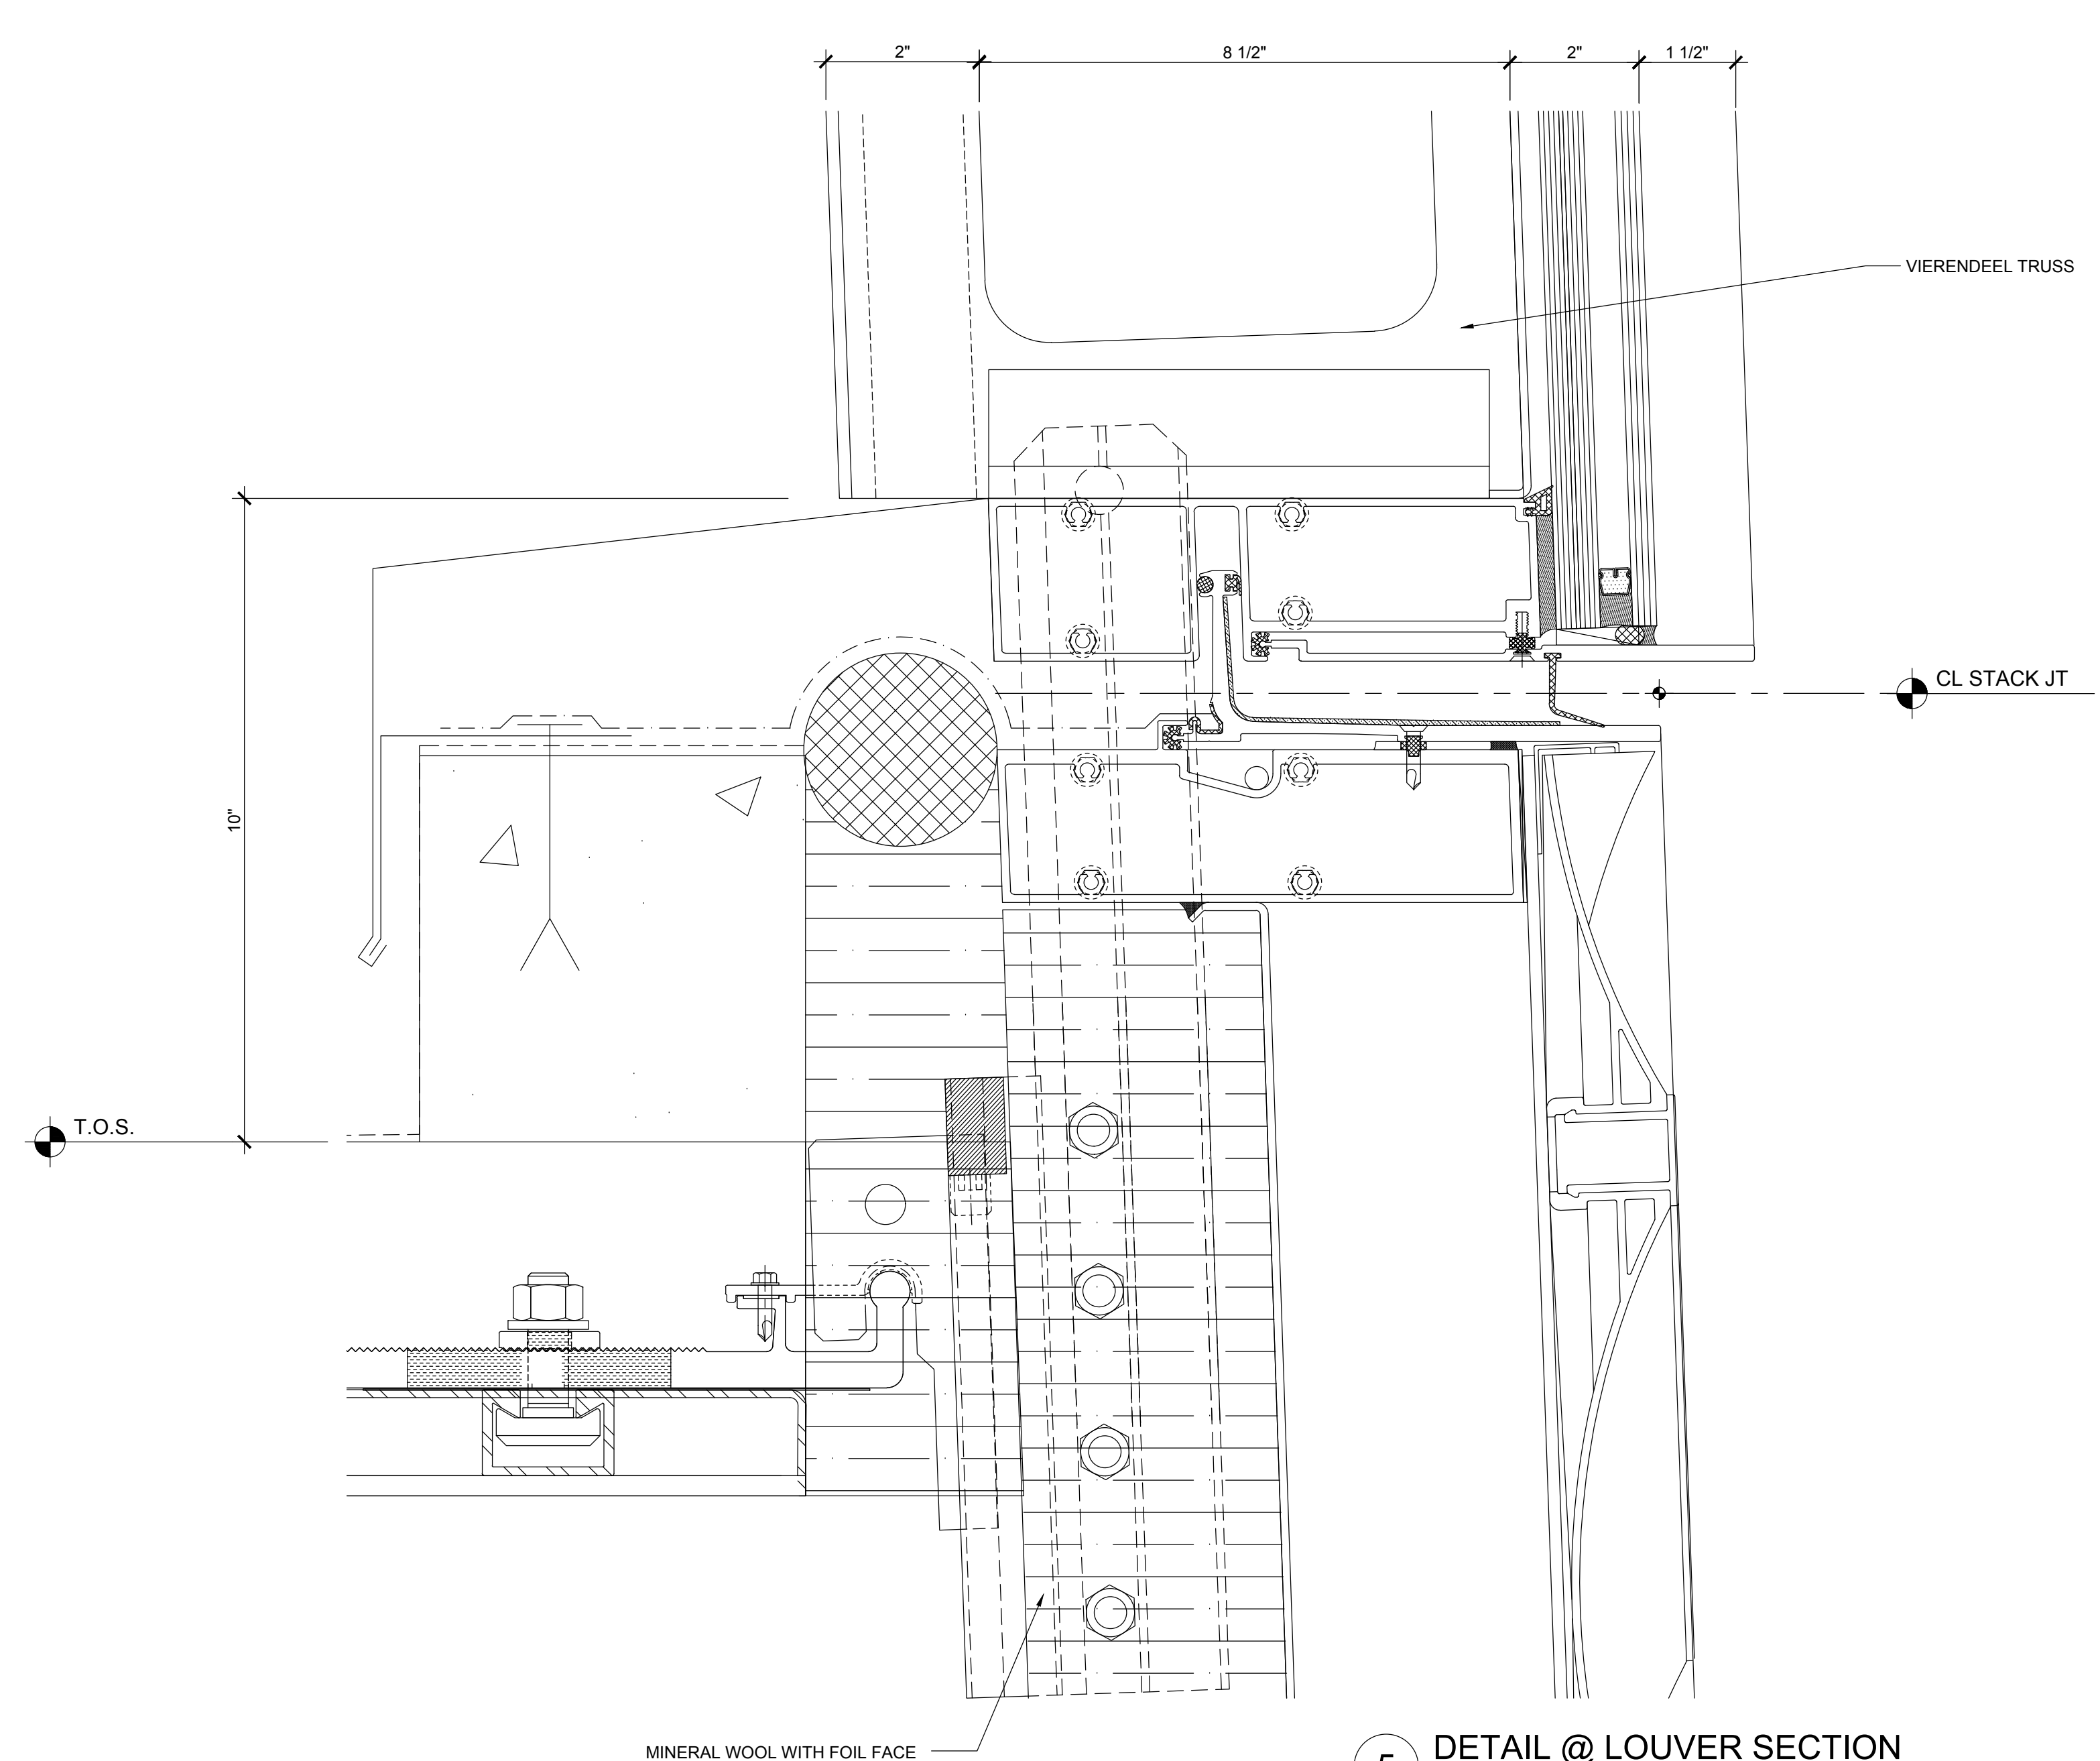 2"
8 1/2"
2"
1 1/2"
VIERENDEEL TRUSS
CL STACK JT
10"
T.O.S.
MINERAL WOOL WITH FOIL FACE
5
DETAIL @ LOUVER SECTION